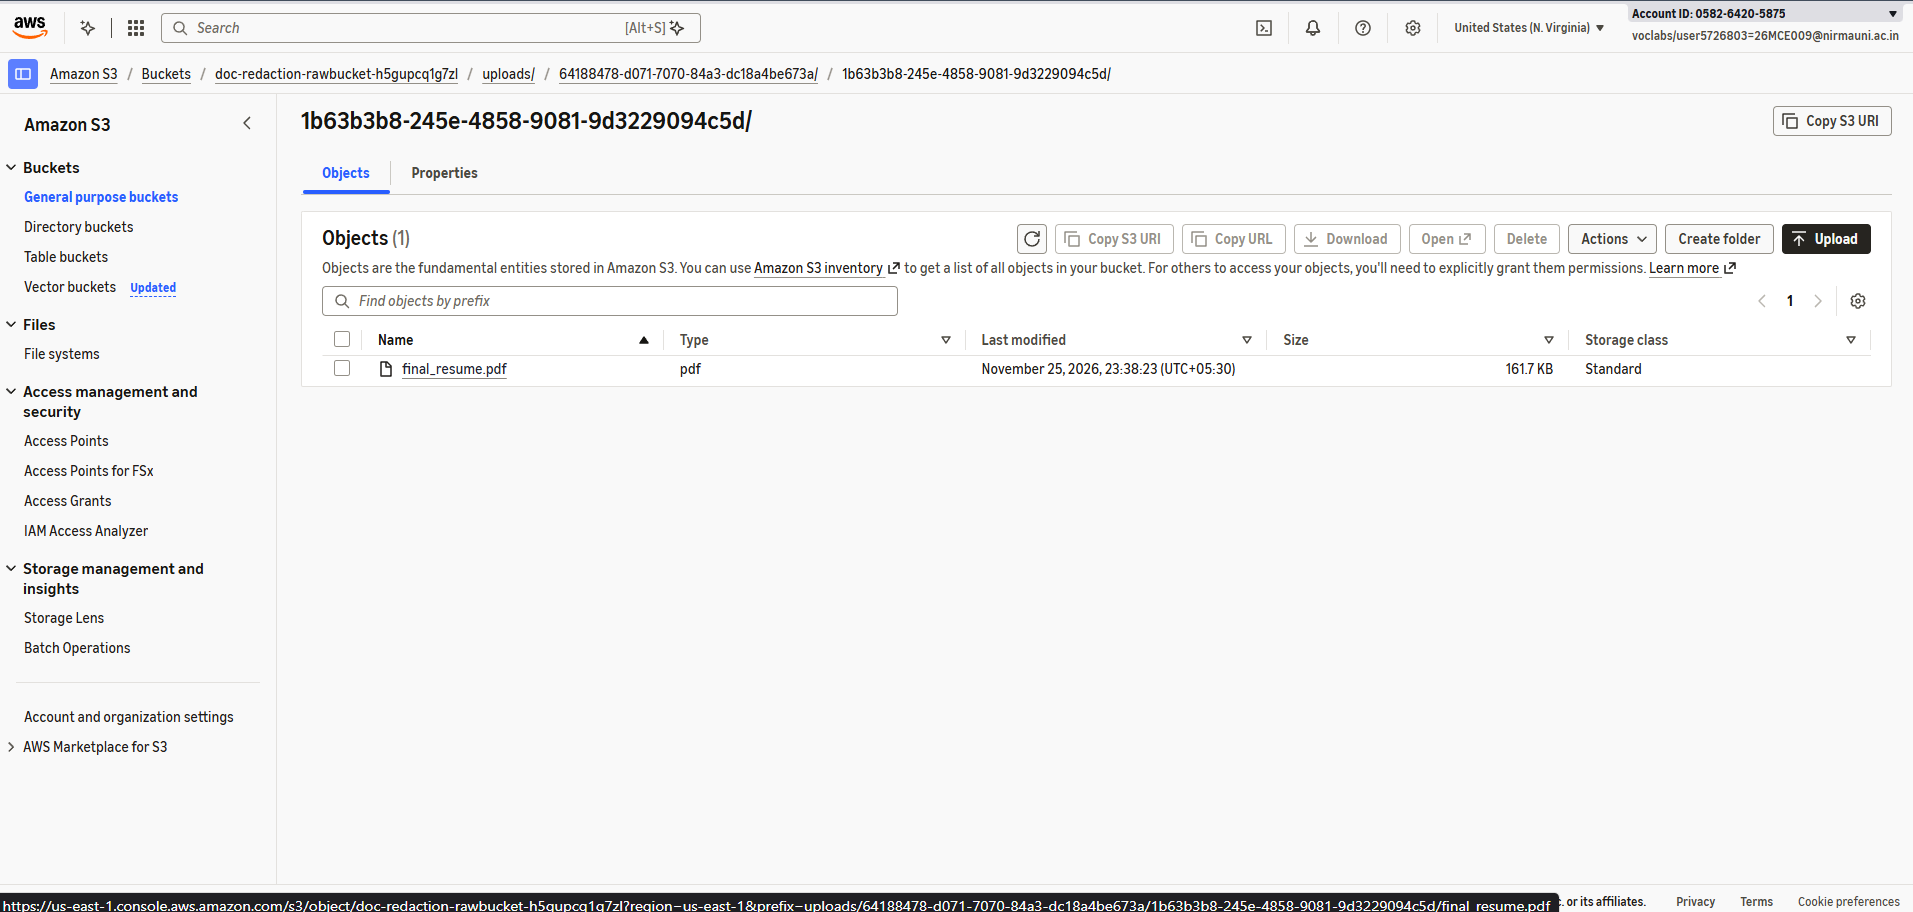 aws
Search
[Alt+S]
United States (N. Virginia)
Account ID: 0582-6420-5875
voclabs/user5726803=26MCE009@nirmauni.ac.in
Amazon S3 / Buckets / doc-redaction-rawbucket-h5gupcq1g7zl / uploads/ / 64188478-d071-7070-84a3-dc18a4be673a/ / 1b63b3b8-245e-4858-9081-9d3229094c5d/
Amazon S3
Buckets
General purpose buckets
Directory buckets
Table buckets
Vector buckets Updated
Files
File systems
Access management and
security
Access Points
Access Points for FSx
Access Grants
IAM Access Analyzer
Storage management and
insights
Storage Lens
Batch Operations
Account and organization settings
AWS Marketplace for S3
1b63b3b8-245e-4858-9081-9d3229094c5d/
Copy S3 URI
Objects Properties
Objects (1)
Copy S3 URI Copy URL Download Open Delete Actions Create folder Upload
Objects are the fundamental entities stored in Amazon S3. You can use Amazon S3 inventory to get a list of all objects in your bucket. For others to access your objects, you'll need to explicitly grant them permissions. Learn more
Find objects by prefix
1
Name Type Last modified Size Storage class
final_resume.pdf pdf November 25, 2026, 23:38:23 (UTC+05:30) 161.7 KB Standard
https://us-east-1.console.aws.amazon.com/s3/object/doc-redaction-rawbucket-h5gupcq1g7zl?region=us-east-1&prefix=uploads/64188478-d071-7070-84a3-dc18a4be673a/1b63b3b8-245e-4858-9081-9d3229094c5d/final_resume.pdf
. or its affiliates. Privacy Terms Cookie preferences